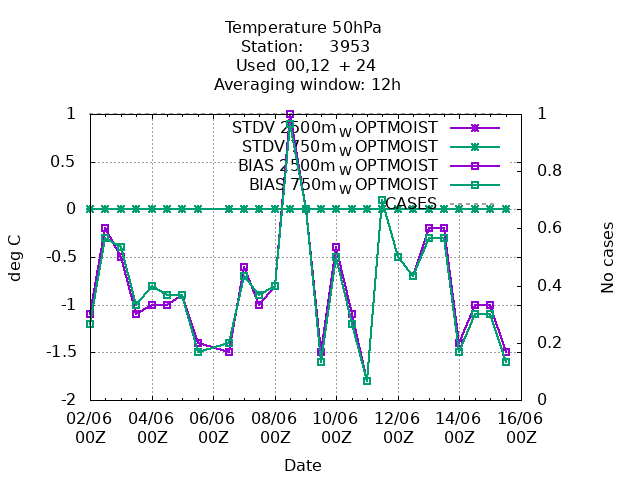 Temperature 50hPa
Station: 3953
Used 00,12 + 24
Averaging window: 12h
STDV 2500m W OPTMOIST
STDV 750m W OPTMOIST
BIAS 2500m W OPTMOIST
BIAS 750m W OPTMOIST
CASES
1
0.5
0
-0.5
-1
-1.5
-2
deg C
1
0.8
0.6
0.4
0.2
0
No cases
02/06 04/06 06/06 08/06 10/06 12/06 14/06 16/06
00Z 00Z 00Z 00Z 00Z 00Z 00Z 00Z
Date